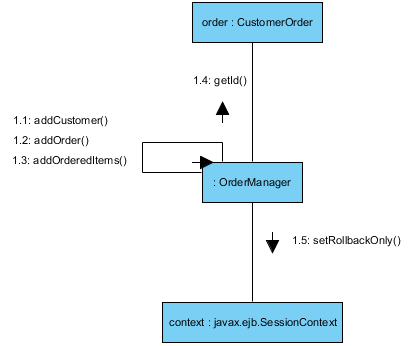 order : CustomerOrder
1.4: getId()
1.1: addCustomer()
1.2: addOrder()
1.3: addOrderedItems()
: OrderManager
1.5: setRollbackOnly()
context : javax.ejb.SessionContext